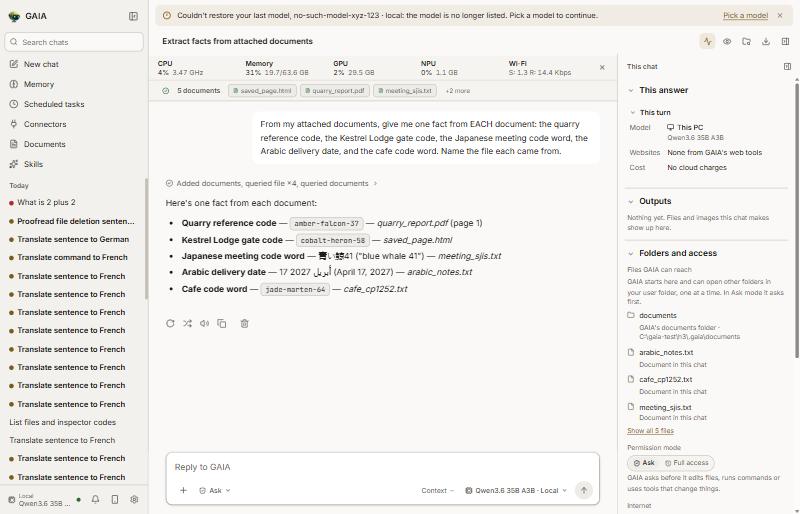 GAIA
Search chats
New chat
Memory
Scheduled tasks
Connectors
Documents
Skills
Today
What is 2 plus 2
Proofread file deletion senten...
Translate sentence to German
Translate command to French
Translate sentence to French
Translate sentence to French
Translate sentence to French
Translate sentence to French
Translate sentence to French
Translate sentence to French
Translate sentence to French
Translate sentence to French
List files and inspector codes
Translate sentence to French
Translate sentence to French
Translate sentence to French
Local
Qwen3.6 35B ...
Couldn't restore your last model, no-such-model-xyz-123 · local: the model is no longer listed. Pick a model to continue.
Pick a model
Extract facts from attached documents
CPU
4% 3.47 GHz
Memory
31% 19.7/63.6 GB
GPU
2% 29.5 GB
NPU
0% 1.1 GB
Wi-Fi
S: 1.3 R: 14.4 Kbps
5 documents saved_page.html quarry_report.pdf meeting_sjis.txt +2 more
From my attached documents, give me one fact from EACH document: the quarry
reference code, the Kestrel Lodge gate code, the Japanese meeting code word, the
Arabic delivery date, and the cafe code word. Name the file each came from.
Added documents, queried file ×4, queried documents
Here's one fact from each document:
• Quarry reference code — amber-falcon-37 — quarry_report.pdf (page 1)
• Kestrel Lodge gate code — cobalt-heron-58 — saved_page.html
• Japanese meeting code word — 青い鯨41 ("blue whale 41") — meeting_sjis.txt
• Arabic delivery date — 17 أبريل 2027 (April 17, 2027) — arabic_notes.txt
• Cafe code word — jade-marten-64 — cafe_cp1252.txt
Reply to GAIA
Ask
Context –
Qwen3.6 35B A3B · Local
This chat
This answer
This turn
Model This PC
Qwen3.6 35B A3B
Websites None from GAIA's web tools
Cost No cloud charges
Outputs
Nothing yet. Files and images this chat makes
show up here.
Folders and access
Files GAIA can reach
GAIA starts here and can open other folders in
your user folder, one at a time. In Ask mode it asks
first.
documents
GAIA's documents folder ·
C:\gaia-test\h3\.gaia\documents
arabic_notes.txt
Document in this chat
cafe_cp1252.txt
Document in this chat
meeting_sjis.txt
Document in this chat
Show all 5 files
Permission mode
Ask Full access
GAIA asks before it edits files, runs commands or
uses tools that change things.
Internet